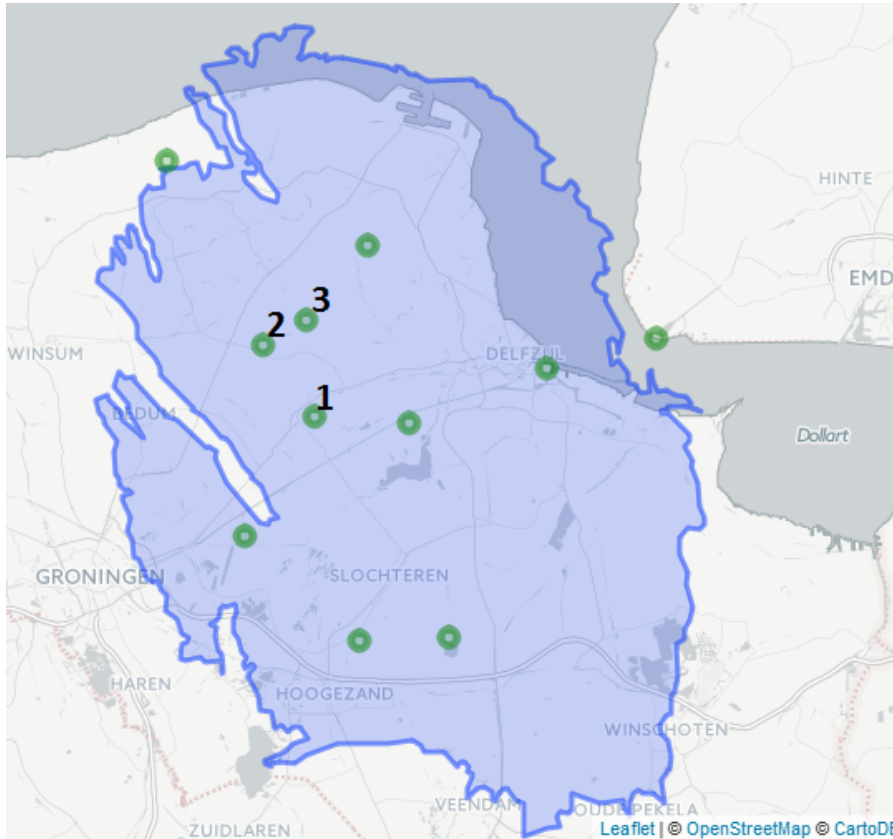 HINTE
EMD
3
2
WINSUM
DELFZIJL
1
BEDUM
Dollart
GRONINGEN
SLOCHTEREN
HAREN
HOOGEZAND
WINSCHOTEN
VEENDAM
OUDE PEKELA
ZUIDLAREN
Leaflet | © OpenStreetMap © CartoDB